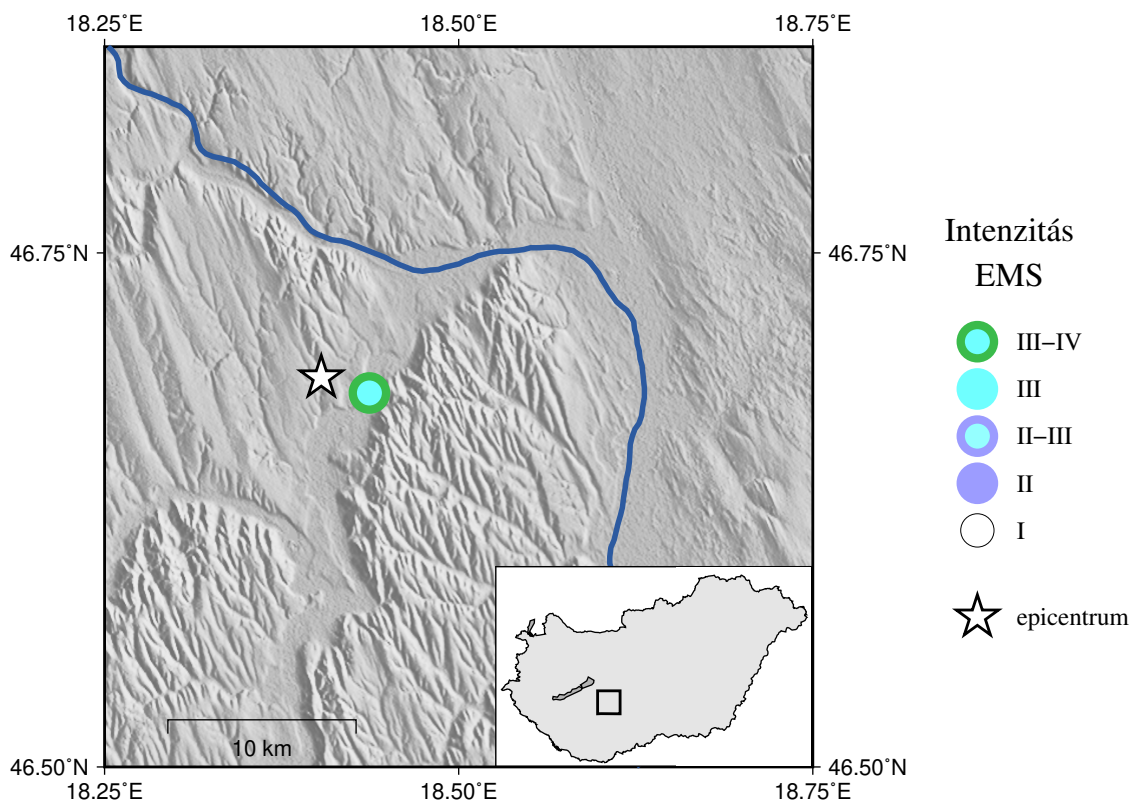 18.25°E 18.50°E 18.75°E
46.75°N 46.75°N
Intenzitás
EMS
III–IV
III
II–III
II
I
epicentrum
10 km
46.50°N 46.50°N
18.25°E 18.50°E 18.75°E